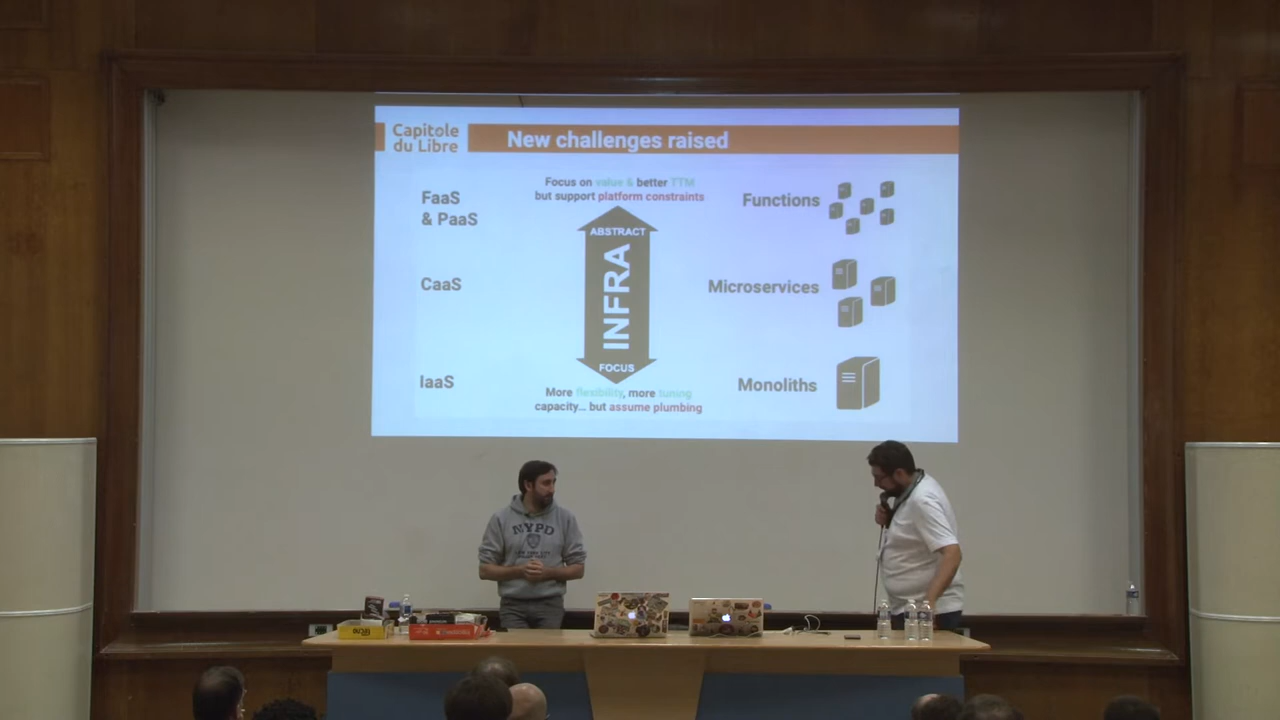 Capitole
du Libre
New challenges raised
Focus on value & better TTM
but support platform constraints
FaaS
& PaaS
Functions
ABSTRACT
INFRA
CaaS
Microservices
FOCUS
IaaS
Monoliths
More flexibility, more tuning
capacity... but assume plumbing
NYPD